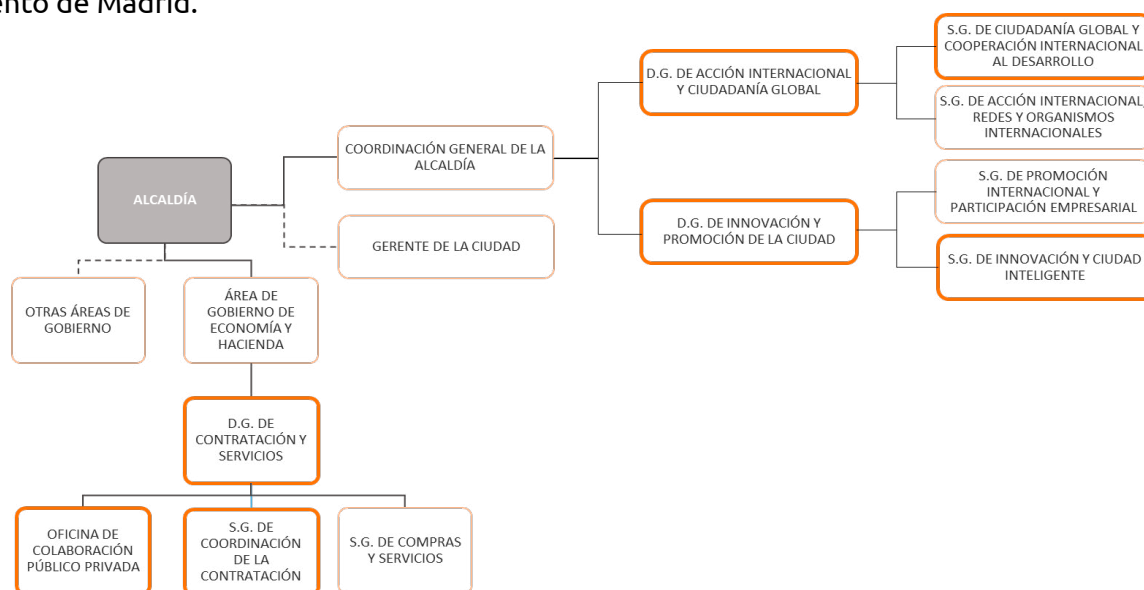 ento de Madrid.
S.G. DE CIUDADANÍA GLOBAL Y
COOPERACIÓN INTERNACIONAL
AL DESARROLLO
D.G. DE ACCIÓN INTERNACIONAL
Y CIUDADANÍA GLOBAL
S.G. DE ACCIÓN INTERNACIONAL,
REDES Y ORGANISMOS
INTERNACIONALES
COORDINACIÓN GENERAL DE LA
ALCALDÍA
ALCALDÍA
S.G. DE PROMOCIÓN
INTERNACIONAL Y
PARTICIPACIÓN EMPRESARIAL
D.G. DE INNOVACIÓN Y
PROMOCIÓN DE LA CIUDAD
GERENTE DE LA CIUDAD
S.G. DE INNOVACIÓN Y CIUDAD
INTELIGENTE
OTRAS ÁREAS DE
GOBIERNO
ÁREA DE
GOBIERNO DE
ECONOMÍA Y
HACIENDA
D.G. DE
CONTRATACIÓN Y
SERVICIOS
OFICINA DE
COLABORACIÓN
PÚBLICO PRIVADA
S.G. DE
COORDINACIÓN
DE LA
CONTRATACIÓN
S.G. DE COMPRAS
Y SERVICIOS